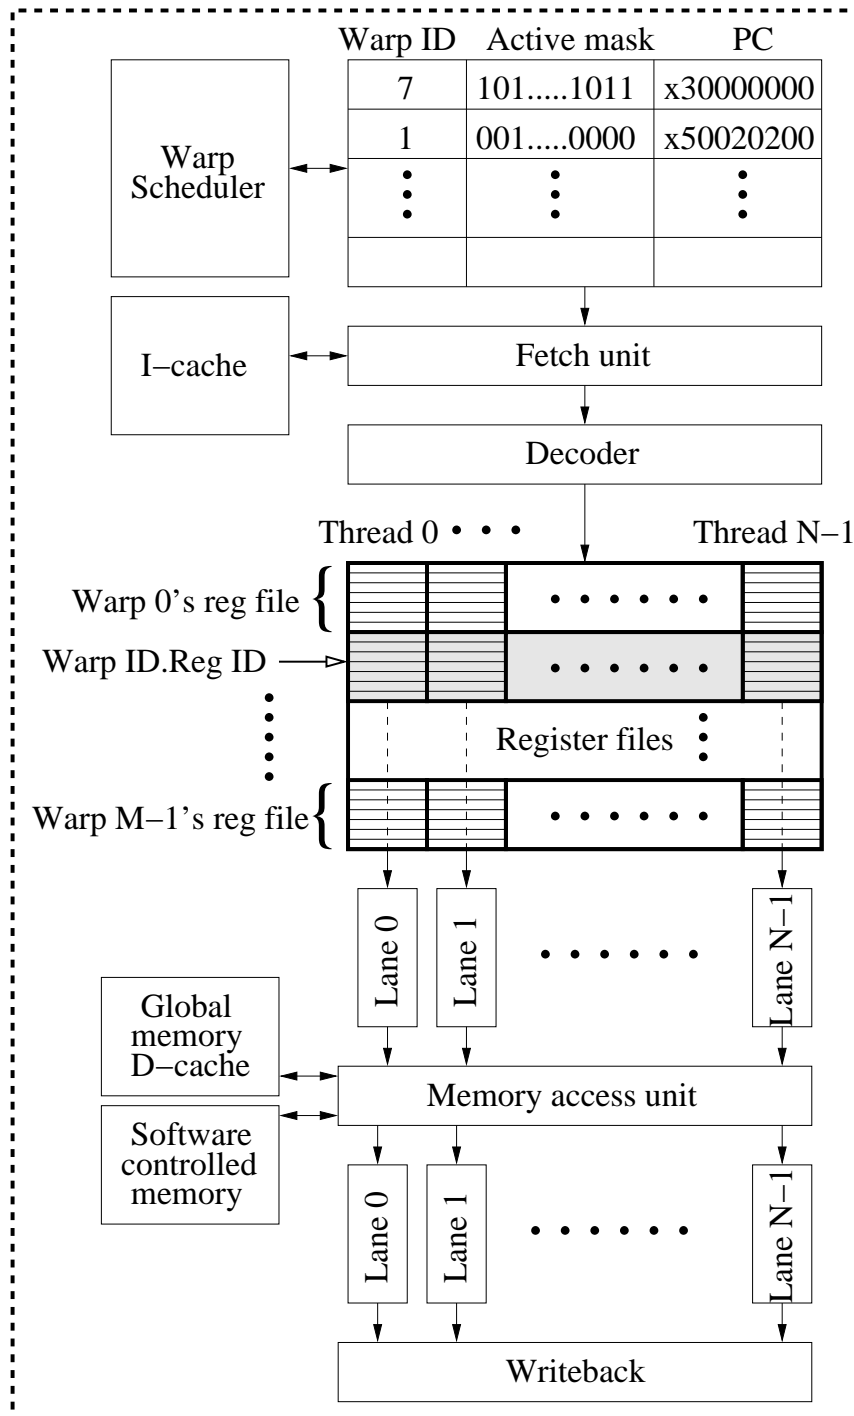 Warp ID Active mask PC
7 101.....1011 x30000000
1 001.....0000 x50020200
Warp
Scheduler
I−cache
Fetch unit
Decoder
Thread 0 Thread N−1
Warp 0's reg file
Warp ID.Reg ID
Register files
Warp M−1's reg file
Lane 0
Lane 1
Lane N−1
Global
memory
D−cache
Memory access unit
Software
controlled
memory
Lane 0
Lane 1
Lane N−1
Writeback